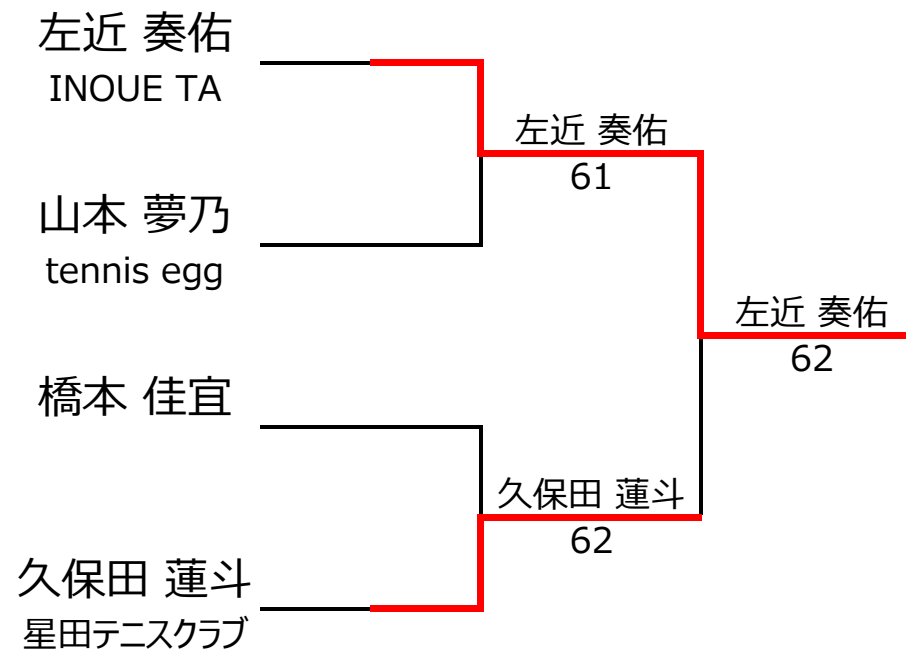 左近 奏佑
INOUE TA
左近 奏佑
61
山本 夢乃
tennis egg
左近 奏佑
62
橋本 佳宜
久保田 蓮斗
62
久保田 蓮斗
星田テニスクラブ